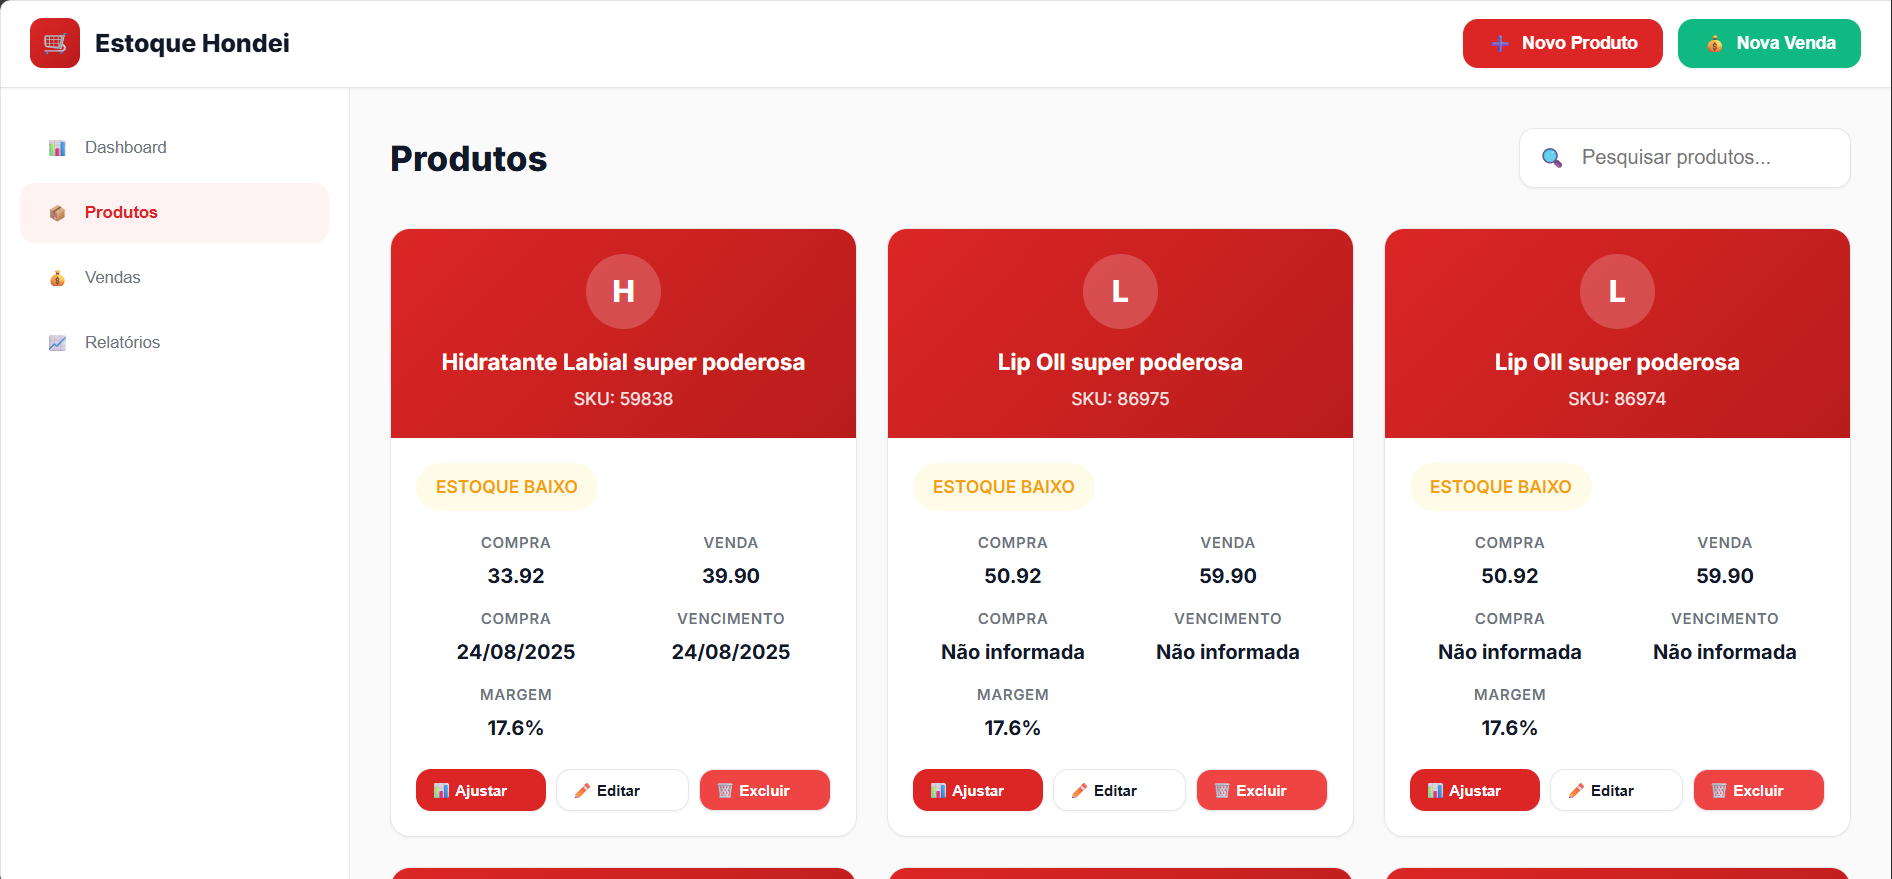 Estoque Hondei
Novo Produto
Nova Venda
Dashboard
Produtos
Vendas
Relatórios
Produtos
Pesquisar produtos...
H
Hidratante Labial super poderosa
SKU: 59838
ESTOQUE BAIXO
COMPRA VENDA
33.92 39.90
COMPRA VENCIMENTO
24/08/2025 24/08/2025
MARGEM
17.6%
Ajustar Editar Excluir
L
Lip Oll super poderosa
SKU: 86975
ESTOQUE BAIXO
COMPRA VENDA
50.92 59.90
COMPRA VENCIMENTO
Não informada Não informada
MARGEM
17.6%
Ajustar Editar Excluir
L
Lip Oll super poderosa
SKU: 86974
ESTOQUE BAIXO
COMPRA VENDA
50.92 59.90
COMPRA VENCIMENTO
Não informada Não informada
MARGEM
17.6%
Ajustar Editar Excluir